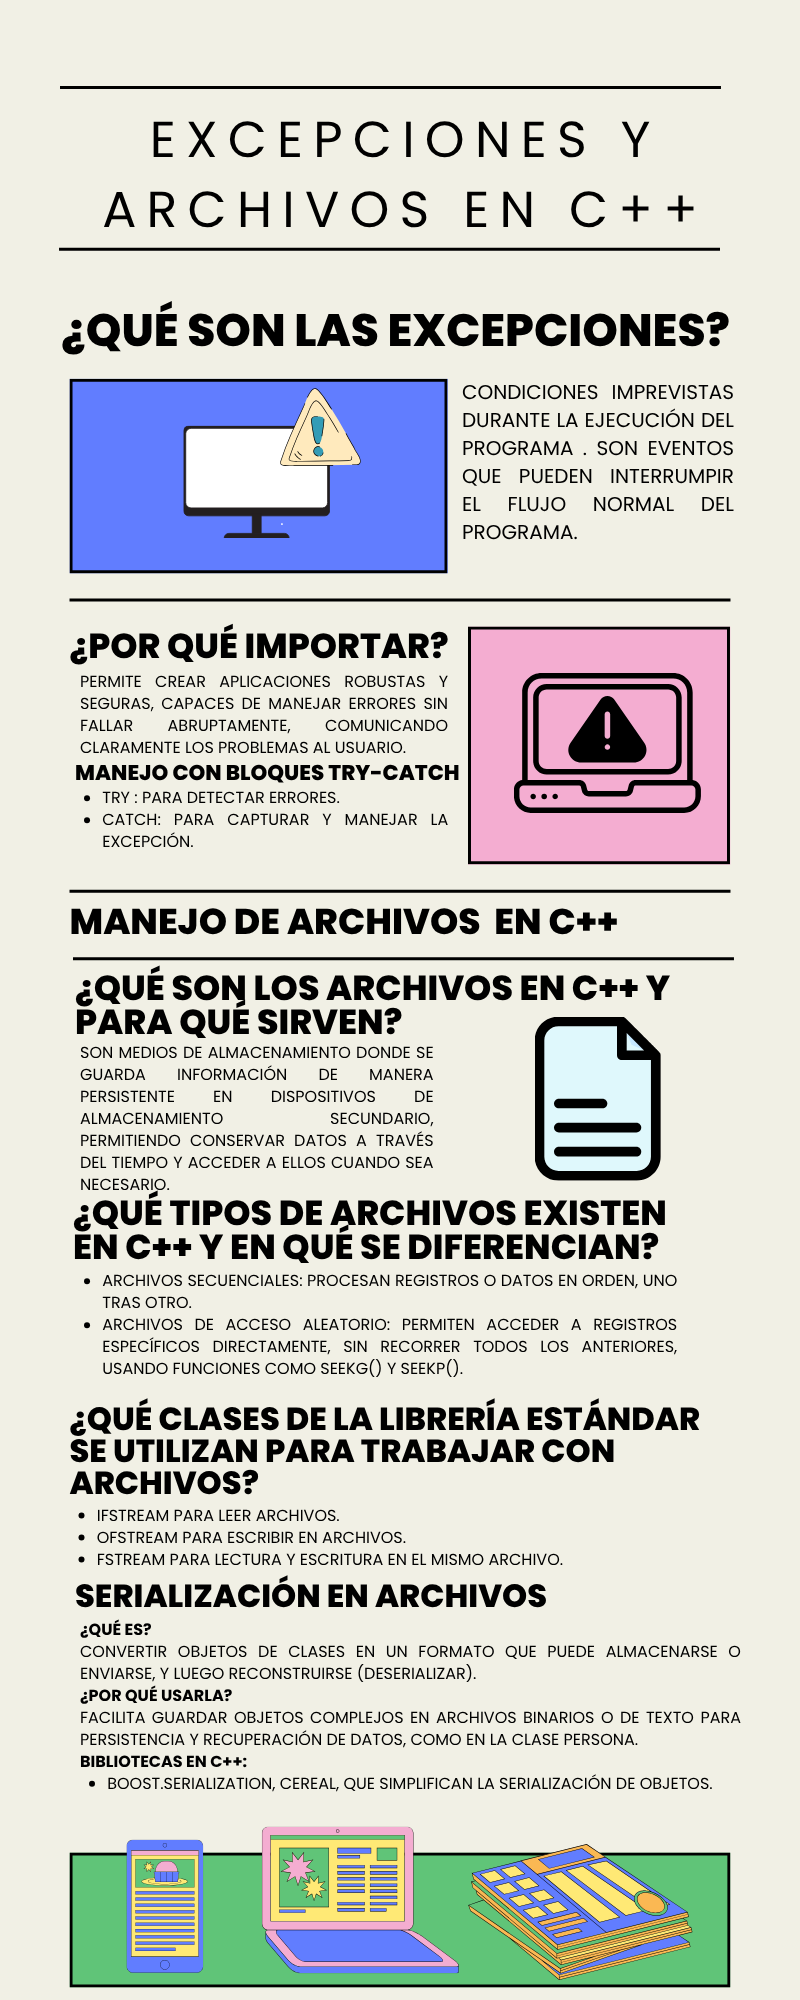 EXCEPCIONES Y
ARCHIVOS EN C++
¿QUÉ SON LAS EXCEPCIONES?
CONDICIONES IMPREVISTAS
DURANTE LA EJECUCIÓN DEL
PROGRAMA . SON EVENTOS
QUE PUEDEN INTERRUMPIR
EL FLUJO NORMAL DEL
PROGRAMA.
¿POR QUÉ IMPORTAR?
PERMITE CREAR APLICACIONES ROBUSTAS Y
SEGURAS, CAPACES DE MANEJAR ERRORES SIN
FALLAR ABRUPTAMENTE, COMUNICANDO
CLARAMENTE LOS PROBLEMAS AL USUARIO.
MANEJO CON BLOQUES TRY-CATCH
• TRY : PARA DETECTAR ERRORES.
• CATCH: PARA CAPTURAR Y MANEJAR LA
EXCEPCIÓN.
MANEJO DE ARCHIVOS EN C++
¿QUÉ SON LOS ARCHIVOS EN C++ Y
PARA QUÉ SIRVEN?
SON MEDIOS DE ALMACENAMIENTO DONDE SE
GUARDA INFORMACIÓN DE MANERA
PERSISTENTE EN DISPOSITIVOS DE
ALMACENAMIENTO SECUNDARIO,
PERMITIENDO CONSERVAR DATOS A TRAVÉS
DEL TIEMPO Y ACCEDER A ELLOS CUANDO SEA
NECESARIO.
¿QUÉ TIPOS DE ARCHIVOS EXISTEN
EN C++ Y EN QUÉ SE DIFERENCIAN?
• ARCHIVOS SECUENCIALES: PROCESAN REGISTROS O DATOS EN ORDEN, UNO
TRAS OTRO.
• ARCHIVOS DE ACCESO ALEATORIO: PERMITEN ACCEDER A REGISTROS
ESPECÍFICOS DIRECTAMENTE, SIN RECORRER TODOS LOS ANTERIORES,
USANDO FUNCIONES COMO SEEKG() Y SEEKP().
¿QUÉ CLASES DE LA LIBRERÍA ESTÁNDAR
SE UTILIZAN PARA TRABAJAR CON
ARCHIVOS?
• IFSTREAM PARA LEER ARCHIVOS.
• OFSTREAM PARA ESCRIBIR EN ARCHIVOS.
• FSTREAM PARA LECTURA Y ESCRITURA EN EL MISMO ARCHIVO.
SERIALIZACIÓN EN ARCHIVOS
¿QUÉ ES?
CONVERTIR OBJETOS DE CLASES EN UN FORMATO QUE PUEDE ALMACENARSE O
ENVIARSE, Y LUEGO RECONSTRUIRSE (DESERIALIZAR).
¿POR QUÉ USARLA?
FACILITA GUARDAR OBJETOS COMPLEJOS EN ARCHIVOS BINARIOS O DE TEXTO PARA
PERSISTENCIA Y RECUPERACIÓN DE DATOS, COMO EN LA CLASE PERSONA.
BIBLIOTECAS EN C++:
• BOOST.SERIALIZATION, CEREAL, QUE SIMPLIFICAN LA SERIALIZACIÓN DE OBJETOS.